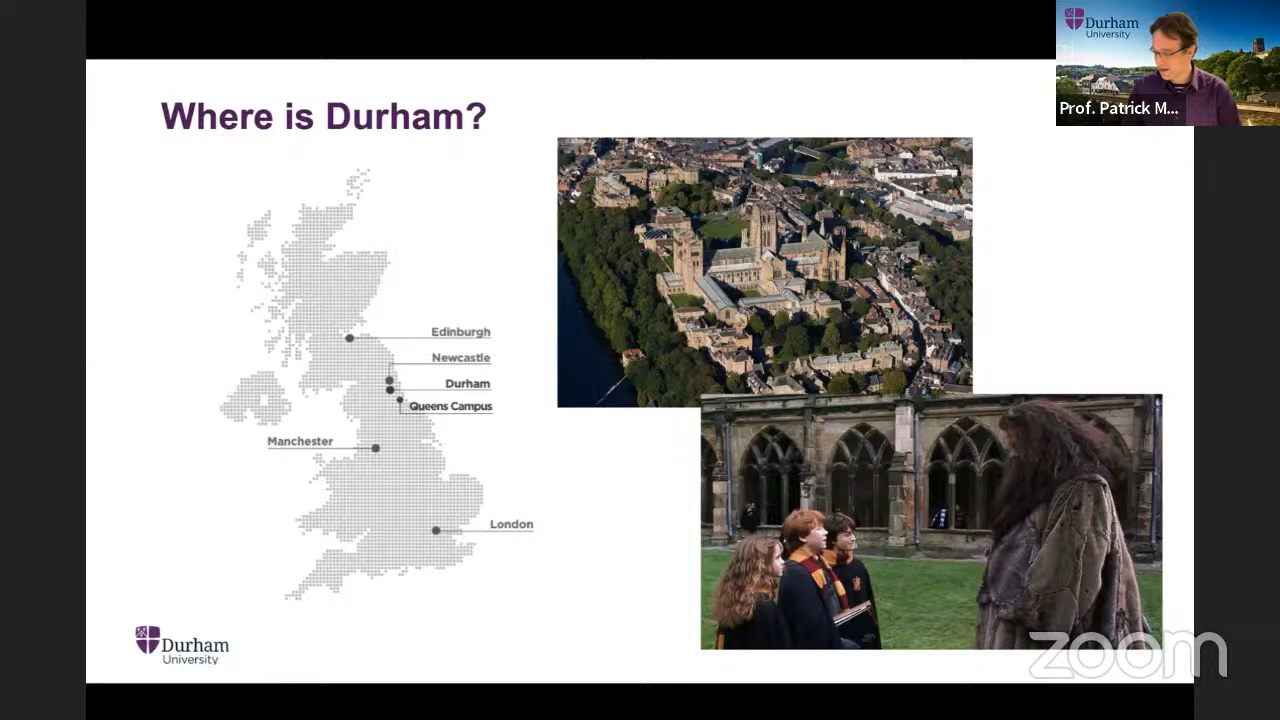 Where is Durham?
Edinburgh
Newcastle
Durham
Queens Campus
Manchester
London
Durham
University
Durham
University
Prof. Patrick M...
zoom